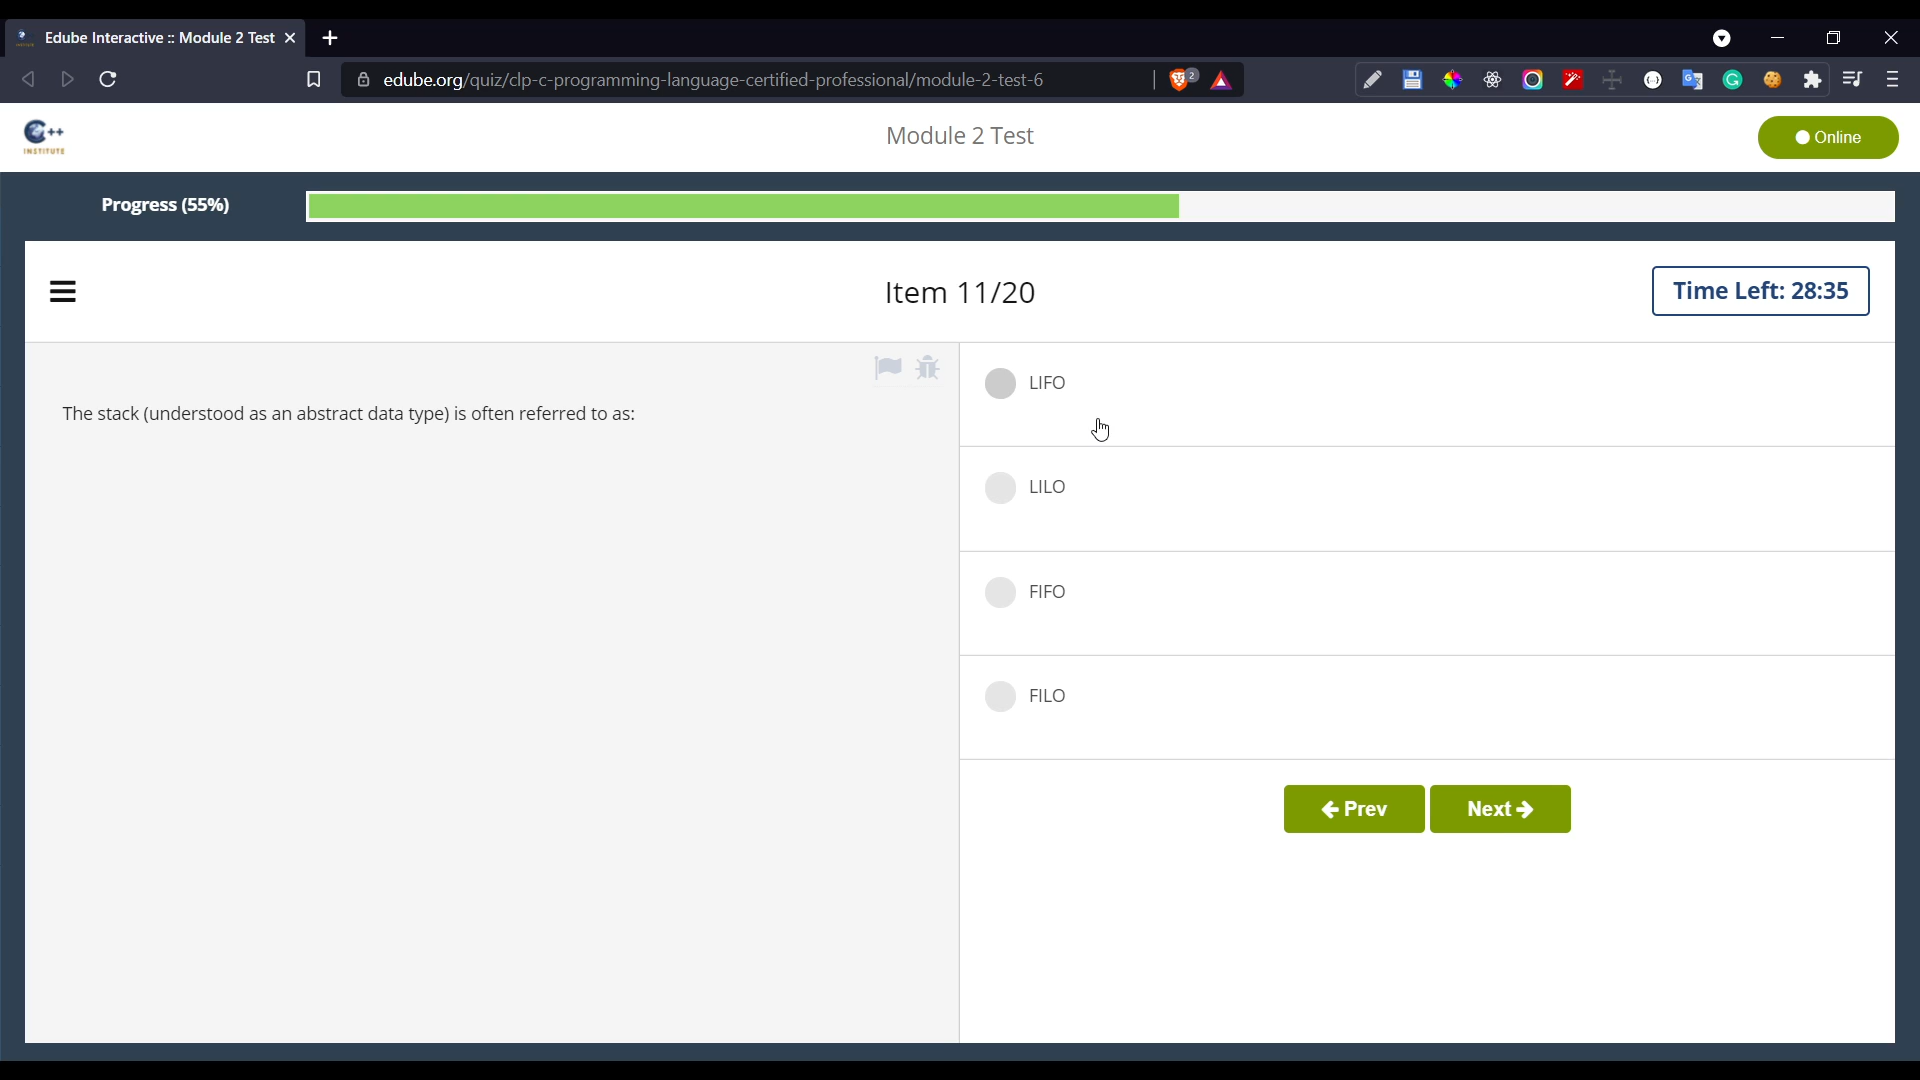 Edube Interactive :: Module 2 Test
edube.org/quiz/clp-c-programming-language-certified-professional/module-2-test-6
2
C++
INSTITUTE
Module 2 Test
Online
Progress (55%)
Item 11/20
Time Left: 28:35
The stack (understood as an abstract data type) is often referred to as:
LIFO
LILO
FIFO
FILO
Prev
Next